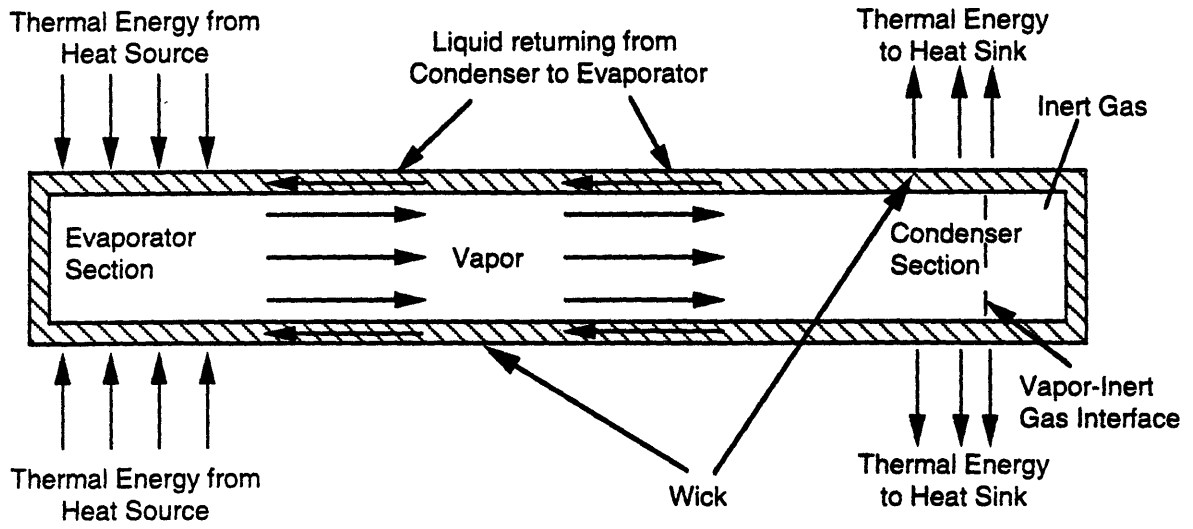 Thermal Energy from
Heat Source
Liquid returning from
Condenser to Evaporator
Thermal Energy
to Heat Sink
Inert Gas
Evaporator
Section
Vapor
Condenser
Section
Vapor-Inert
Gas Interface
Thermal Energy from
Heat Source
Wick
Thermal Energy
to Heat Sink